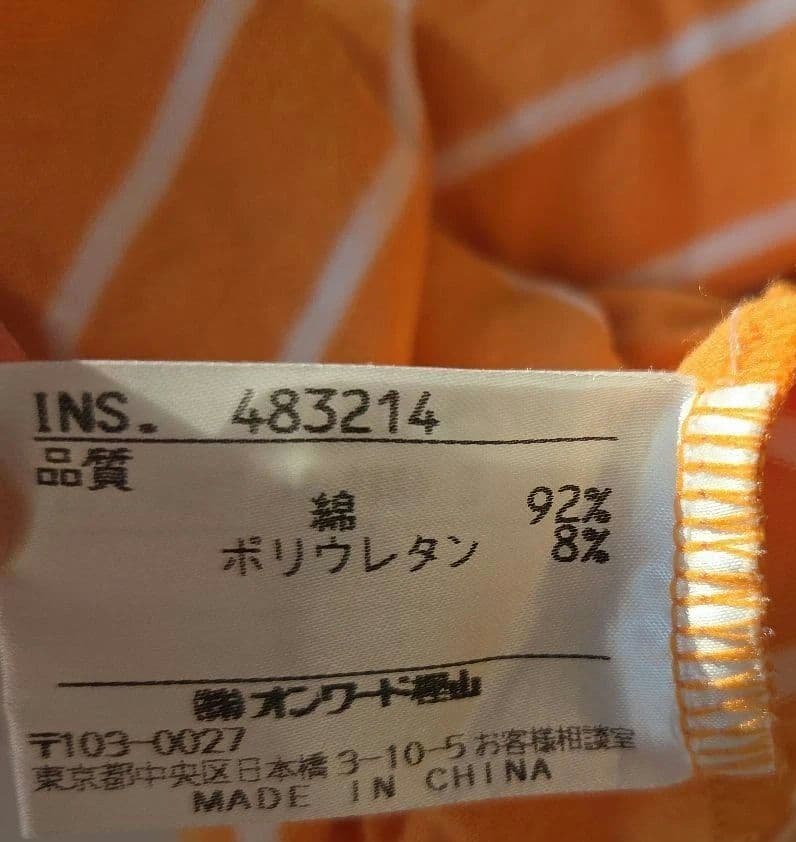 INS. 483214
品質
綿 92%
ポリウレタン 8%
㈱オンワード樫山
〒103-0027
東京都中央区日本橋3-10-5お客様相談室
MADE IN CHINA